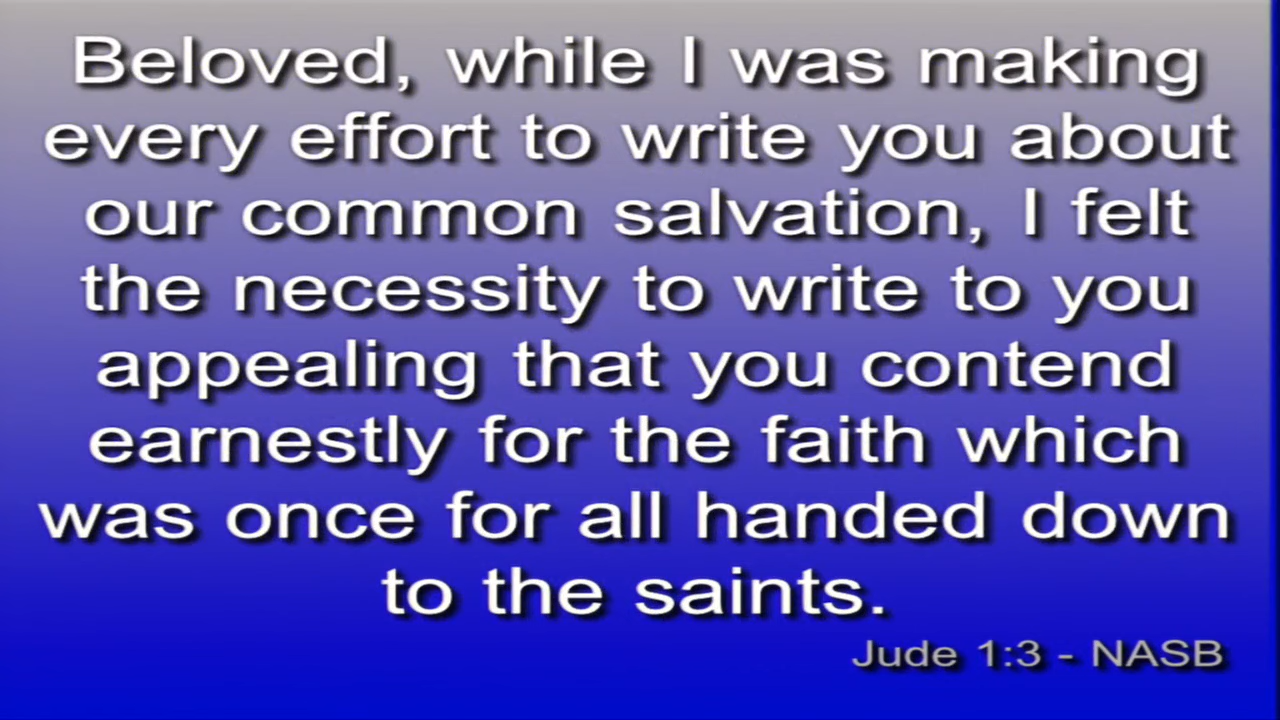 Beloved, while I was making
every effort to write you about
our common salvation, I felt
the necessity to write to you
appealing that you contend
earnestly for the faith which
was once for all handed down
to the saints.
Jude 1:3 - NASB